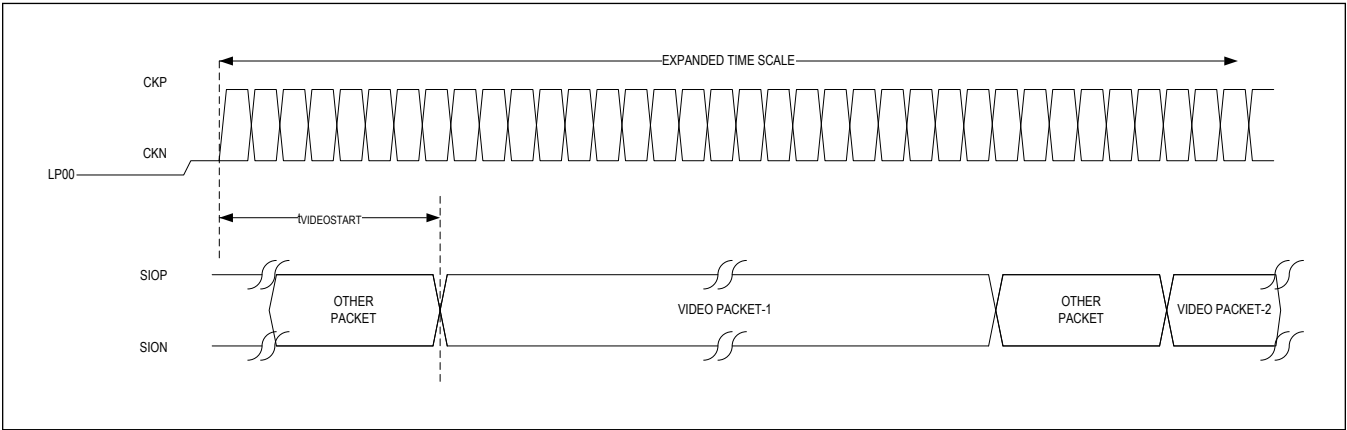 EXPANDED TIME SCALE
CKP
CKN
LP00
tVIDEOSTART
SIOP
OTHER
PACKET
VIDEO PACKET-1
OTHER
PACKET
VIDEO PACKET-2
SION